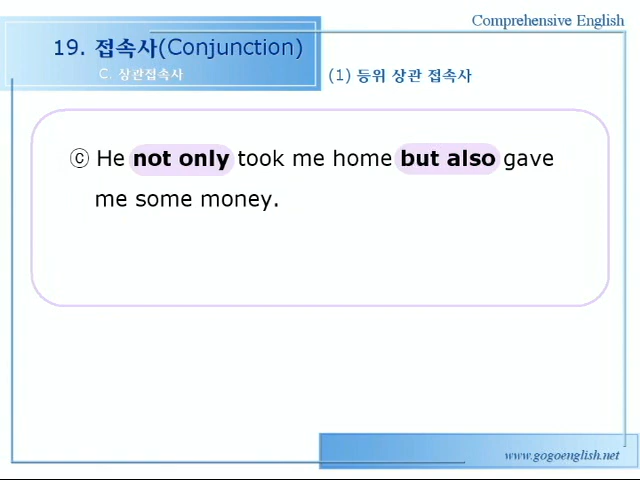 Comprehensive English
19. 접속사(Conjunction)
C. 상관접속사
(1) 등위 상관 접속사
ⓒ He not only took me home but also gave
me some money.
www.gogoenglish.net